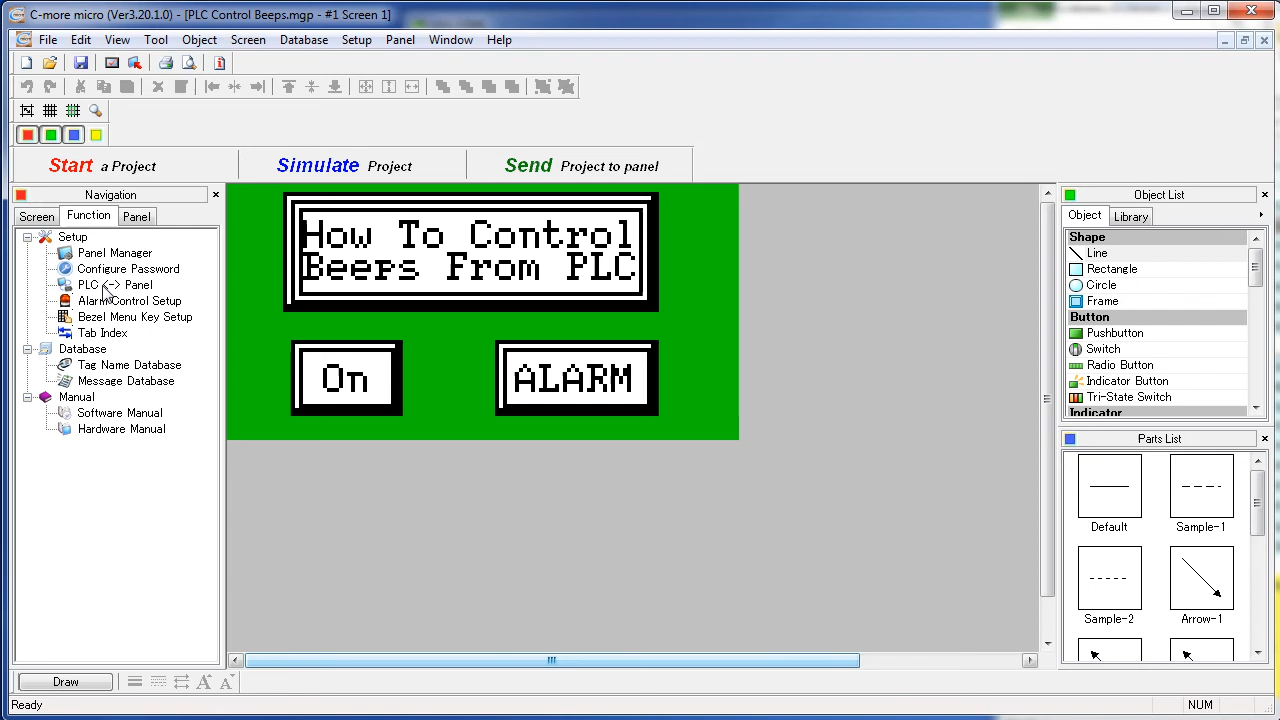 C-more micro (Ver3.20.1.0) - [PLC Control Beeps.mgp - #1 Screen 1]
File Edit View Tool Object Screen Database Setup Panel Window Help
Start a Project Simulate Project Send Project to panel
Navigation
Screen Function Panel
Setup
Panel Manager
Configure Password
PLC <-> Panel
Alarm Control Setup
Bezel Menu Key Setup
Tab Index
Database
Tag Name Database
Message Database
Manual
Software Manual
Hardware Manual
How To Control
Beeps From PLC
On
ALARM
Object List
Object Library
Shape
Line
Rectangle
Circle
Frame
Button
Pushbutton
Switch
Radio Button
Indicator Button
Tri-State Switch
Indicator
Parts List
Default
Sample-1
Sample-2
Arrow-1
Draw
Ready
NUM